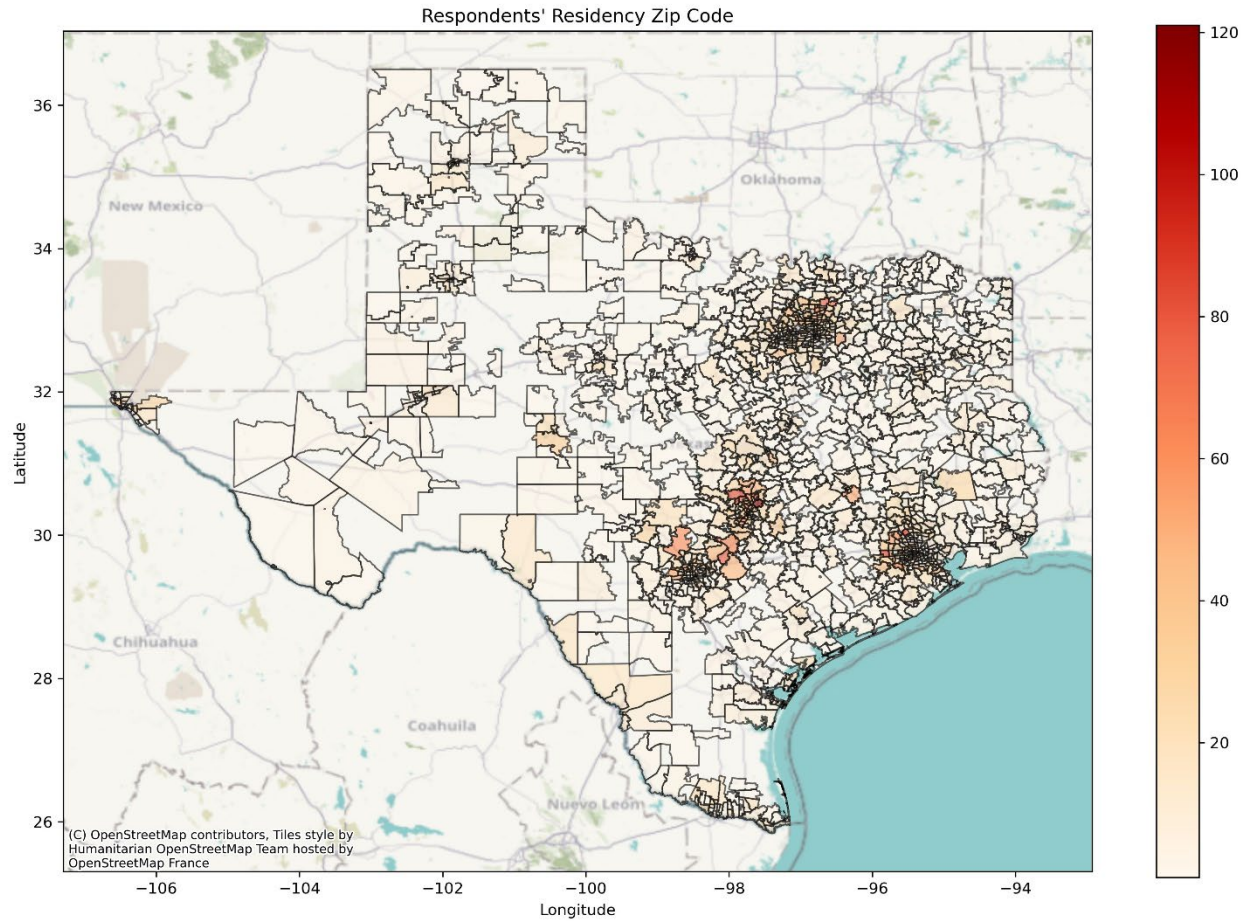 Respondents' Residency Zip Code
120
100
80
60
40
20
36
34
32
30
28
26
Latitude
Oklahoma
New Mexico
Chihuahua
Coahuila
Nuevo León
(C) OpenStreetMap contributors, Tiles style by
Humanitarian OpenStreetMap Team hosted by
OpenStreetMap France
−106
−104
−102
−100
−98
−96
−94
Longitude